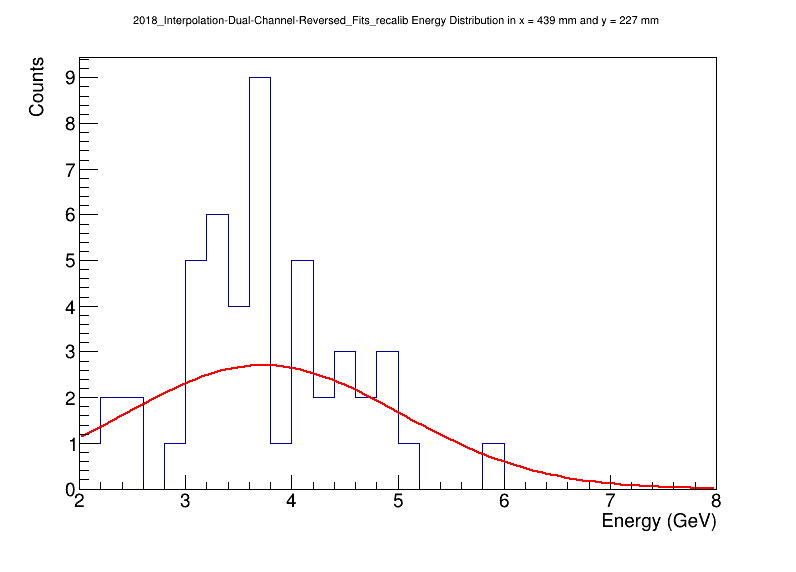 2018_Interpolation-Dual-Channel-Reversed_Fits_recalib Energy Distribution in x = 439 mm and y = 227 mm
Counts
9
8
7
6
5
4
3
2
1
0
2 3 4 5 6 7 8
Energy (GeV)